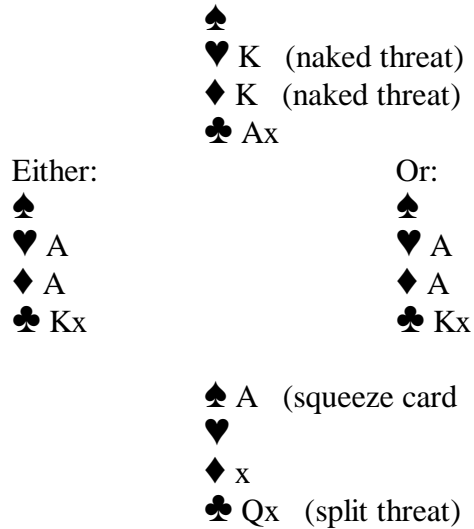 ♠
♥ K (naked threat)
♦ K (naked threat)
♣ Ax
Either: Or:
♠ ♠
♥ A ♥ A
♦ A ♦ A
♣ Kx ♣ Kx
♠ A (squeeze card
♥
♦ x
♣ Qx (split threat)